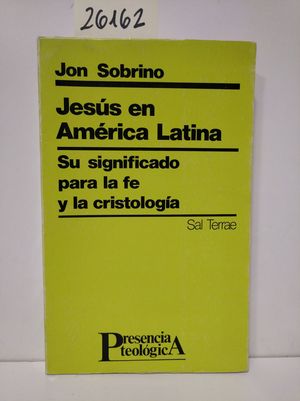 26162
Jon Sobrino
Jesús en
América Latina
Su significado
para la fe
y la cristología
Sal Terrae
Presencia
teológicA